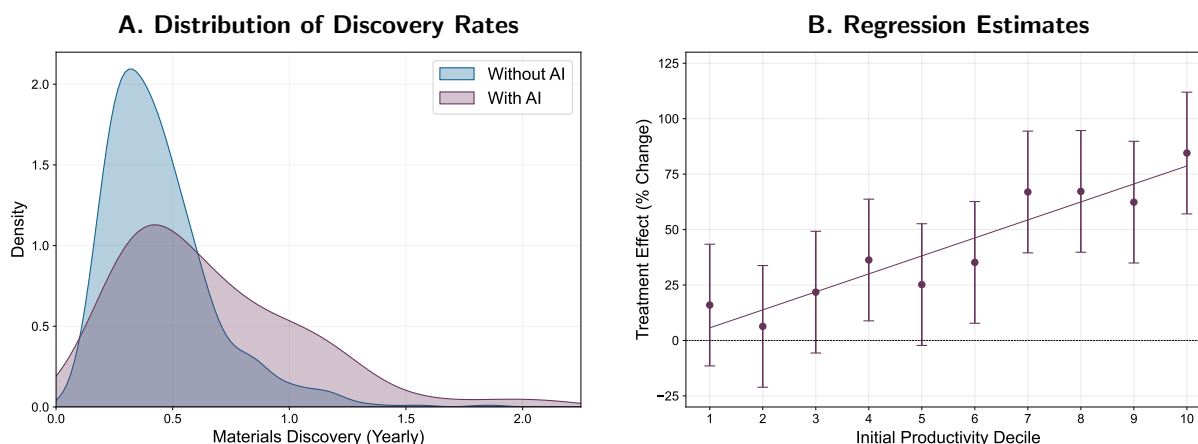 A. Distribution of Discovery Rates
Without AI
With AI
2.0
1.5
1.0
0.5
0.0
Density
0.0 0.5 1.0 1.5 2.0
Materials Discovery (Yearly)
B. Regression Estimates
125
100
75
50
25
0
−25
Treatment Effect (% Change)
1 2 3 4 5 6 7 8 9 10
Initial Productivity Decile